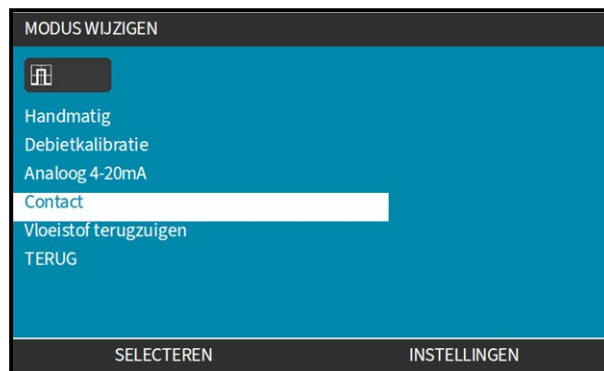 MODUS WIJZIGEN
Handmatig
Debietkalibratie
Analoog 4-20mA
Contact
Vloeistof terugzuigen
TERUG
SELECTEREN INSTELLINGEN